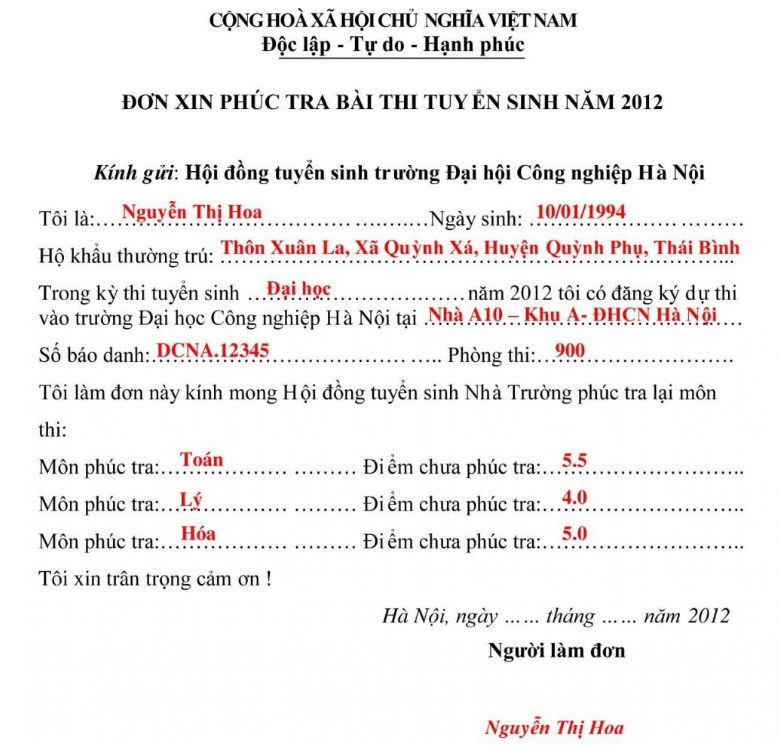 CỘNG HOÀ XÃ HỘI CHỦ NGHĨA VIỆT NAM
Độc lập - Tự do - Hạnh phúc
ĐƠN XIN PHÚC TRA BÀI THI TUYỂN SINH NĂM 2012
Kính gửi: Hội đồng tuyển sinh trường Đại hội Công nghiệp Hà Nội
Tôi là:...Nguyễn Thị Hoa............Ngày sinh: 10/01/1994............
Hộ khẩu thường trú: Thôn Xuân La, Xã Quỳnh Xá, Huyện Quỳnh Phụ, Thái Bình
Trong kỳ thi tuyển sinh ...Đại học............năm 2012 tôi có đăng ký dự thi
vào trường Đại học Công nghiệp Hà Nội tại Nhà A10 – Khu A- ĐHCN Hà Nội...
Số báo danh: DCNA.12345............ Phòng thi:...900............
Tôi làm đơn này kính mong Hội đồng tuyển sinh Nhà Trường phúc tra lại môn
thi:
Môn phúc tra:...Toán............ Điểm chưa phúc tra:...5.5............
Môn phúc tra:...Lý............ Điểm chưa phúc tra:...4.0............
Môn phúc tra:...Hóa............ Điểm chưa phúc tra:...5.0............
Tôi xin trân trọng cảm ơn !
Hà Nội, ngày ...... tháng ...... năm 2012
Người làm đơn
Nguyễn Thị Hoa